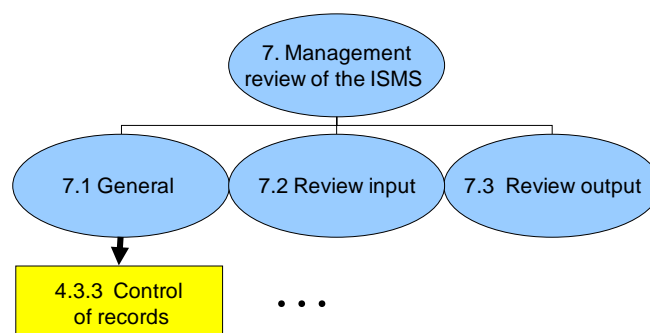 7. Management
review of the ISMS
7.1 General
7.2 Review input
7.3 Review output
4.3.3 Control
of records
. . .